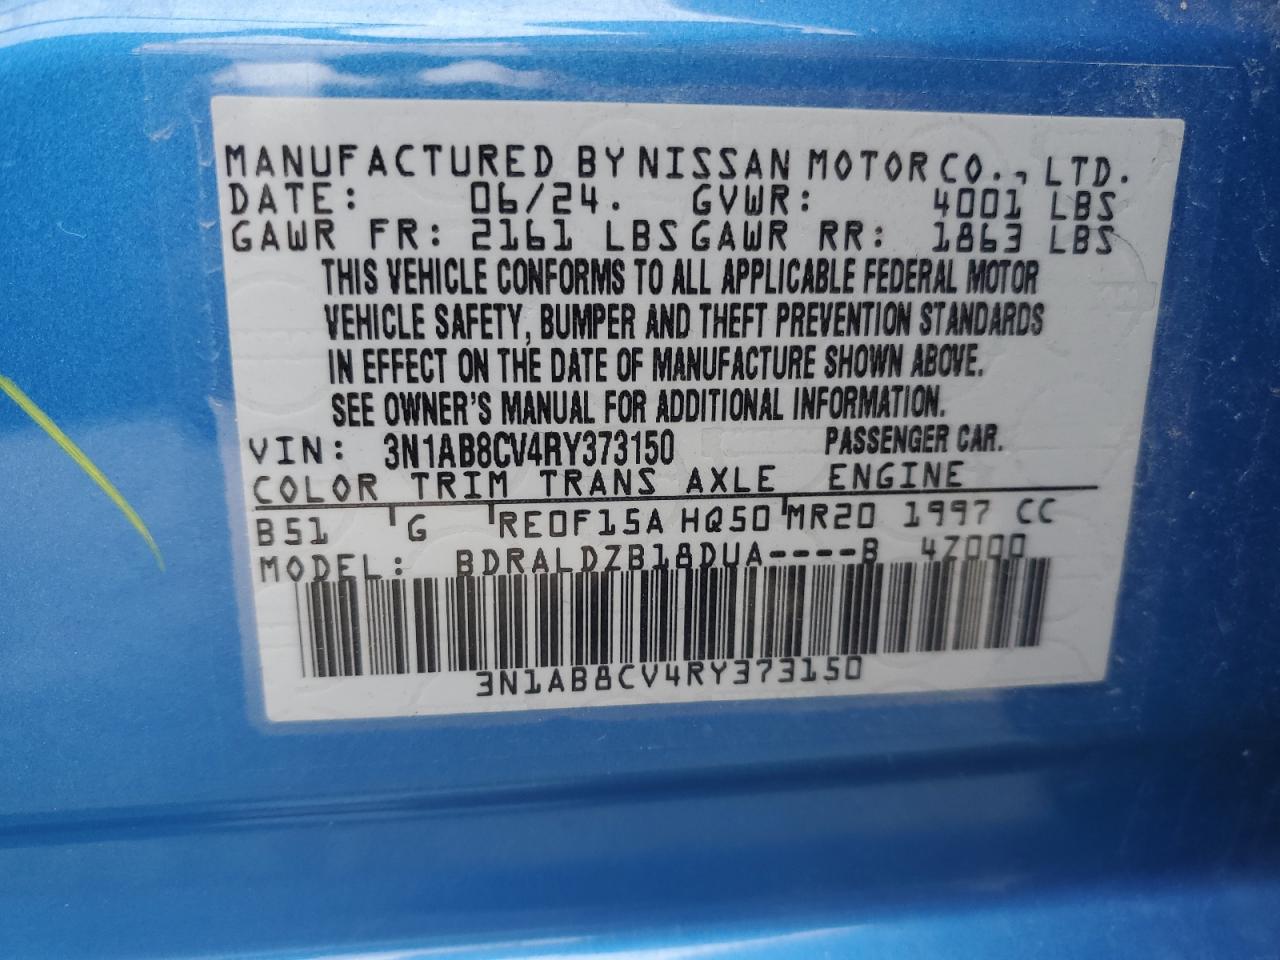 MANUFACTURED BY NISSAN MOTOR CO., LTD.
DATE: 06/24. GVWR: 4001 LBS
GAWR FR: 2161 LBS GAWR RR: 1863 LBS
THIS VEHICLE CONFORMS TO ALL APPLICABLE FEDERAL MOTOR
VEHICLE SAFETY, BUMPER AND THEFT PREVENTION STANDARDS
IN EFFECT ON THE DATE OF MANUFACTURE SHOWN ABOVE.
SEE OWNER'S MANUAL FOR ADDITIONAL INFORMATION.
VIN: 3N1AB8CV4RY373150 PASSENGER CAR.
COLOR TRIM TRANS AXLE ENGINE
B51 G RE0F15A HQ50 MR20 1997 CC
MODEL: BDRALDZB18DUA----B 4Z000
3N1AB8CV4RY373150